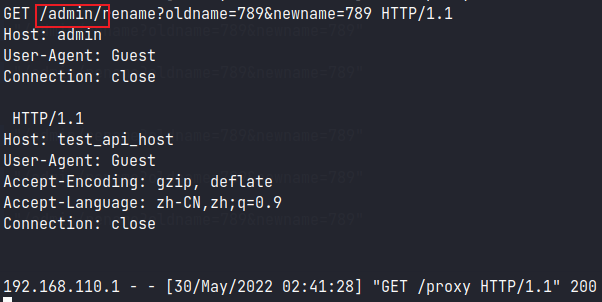 GET /admin/rename?oldname=789&newname=789 HTTP/1.1
Host: admin
User-Agent: Guest
Connection: close
HTTP/1.1
Host: test_api_host
User-Agent: Guest
Accept-Encoding: gzip, deflate
Accept-Language: zh-CN,zh;q=0.9
Connection: close
192.168.110.1 - - [30/May/2022 02:41:28] "GET /proxy HTTP/1.1" 200